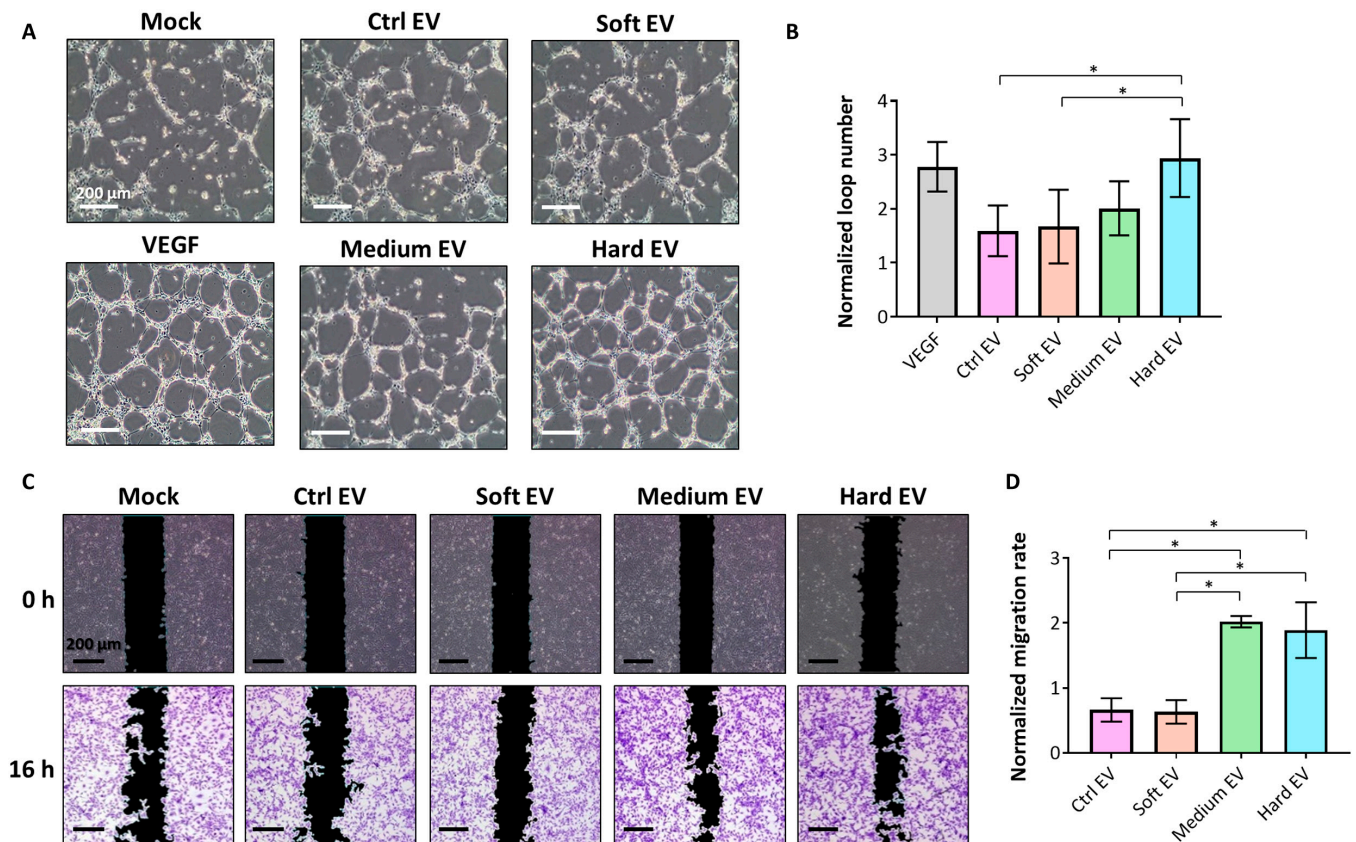 A
Mock
Ctrl EV
Soft EV
200 µm
VEGF
Medium EV
Hard EV
B
Normalized loop number
4
3
2
1
0
*
*
VEGF
Ctrl EV
Soft EV
Medium EV
Hard EV
C
Mock
Ctrl EV
Soft EV
Medium EV
Hard EV
0 h
200 µm
16 h
D
Normalized migration rate
3
2
1
0
*
*
*
*
Ctrl EV
Soft EV
Medium EV
Hard EV